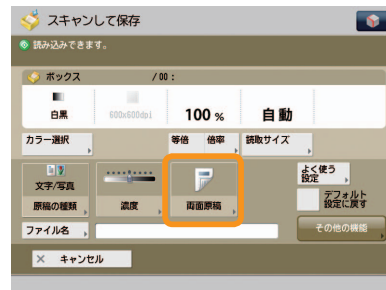 スキャンして保存
読み込みできます。
ボックス / 00 :
白黒 600x600dpi 100 % 自動
カラー選択 等倍 倍率 読取サイズ
文字/写真
原稿の種類 濃度 両面原稿
よく使う設定
デフォルト設定に戻す
ファイル名 その他の機能
× キャンセル